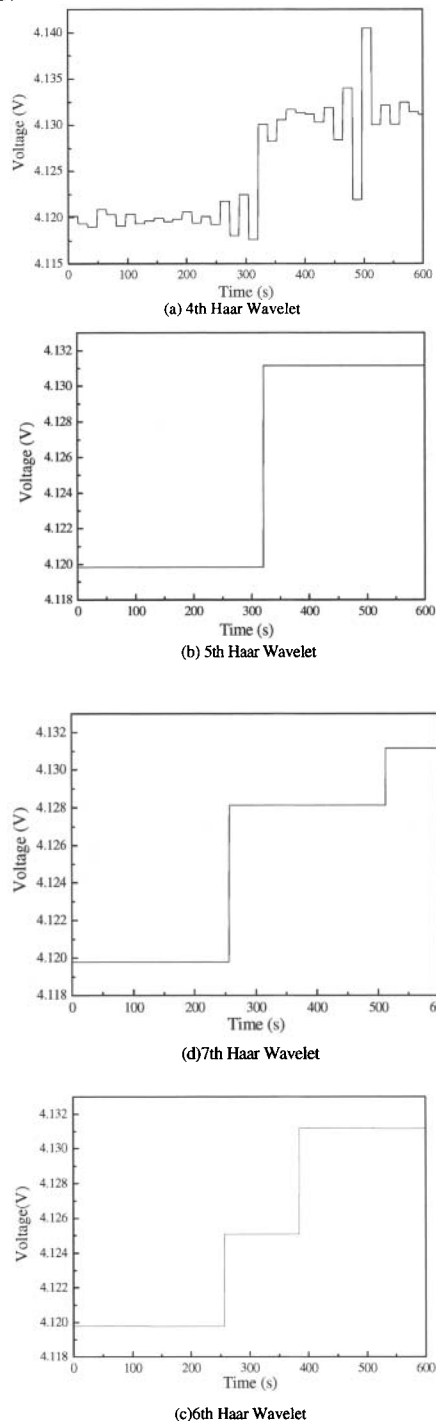 4.140
4.135
4.130
4.125
4.120
4.115
Voltage (V)
0 100 200 300 400 500 600
Time (s)
(a) 4th Haar Wavelet
4.132
4.130
4.128
4.126
4.124
4.122
4.120
4.118
Voltage (V)
0 100 200 300 400 500 600
Time (s)
(b) 5th Haar Wavelet
4.132
4.130
4.128
4.126
4.124
4.122
4.120
4.118
Voltage (V)
0 100 200 300 400 500
Time (s)
(d)7th Haar Wavelet
4.132
4.130
4.128
4.126
4.124
4.122
4.120
4.118
Voltage(V)
0 100 200 300 400 500 600
Time (s)
(c)6th Haar Wavelet